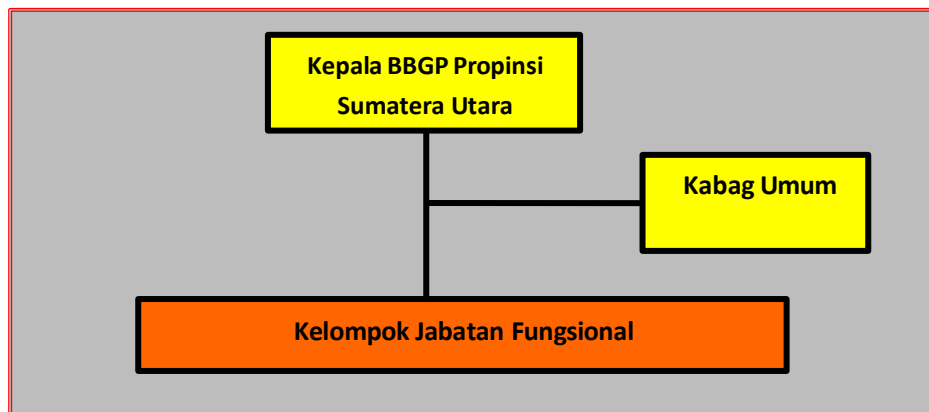 Kepala BBGP Propinsi
Sumatera Utara
Kabag Umum
Kelompok Jabatan Fungsional